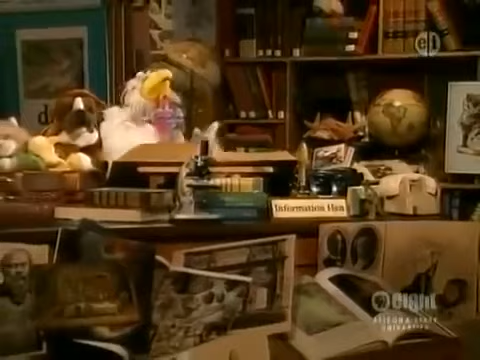 E/I
d
Information Hen
eight
ARIZONA STATE
UNIVERSITY